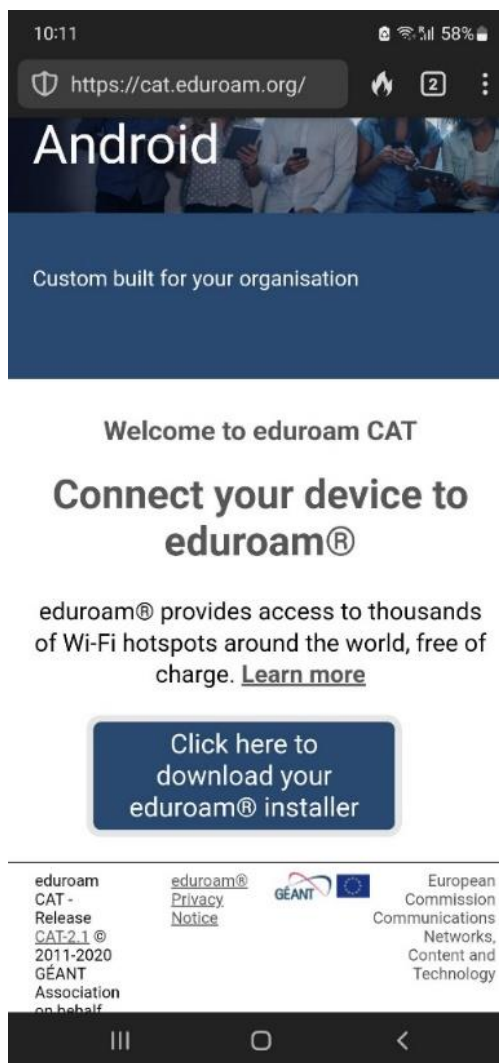 10:11
58%
https://cat.eduroam.org/
2
Android
Custom built for your organisation
Welcome to eduroam CAT
Connect your device to
eduroam®
eduroam® provides access to thousands
of Wi-Fi hotspots around the world, free of
charge. Learn more
Click here to
download your
eduroam® installer
eduroam
CAT -
Release
CAT-2.1 ©
2011-2020
GÉANT
Association
on behalf
eduroam®
Privacy
Notice
GÉANT
European
Commission
Communications
Networks,
Content and
Technology